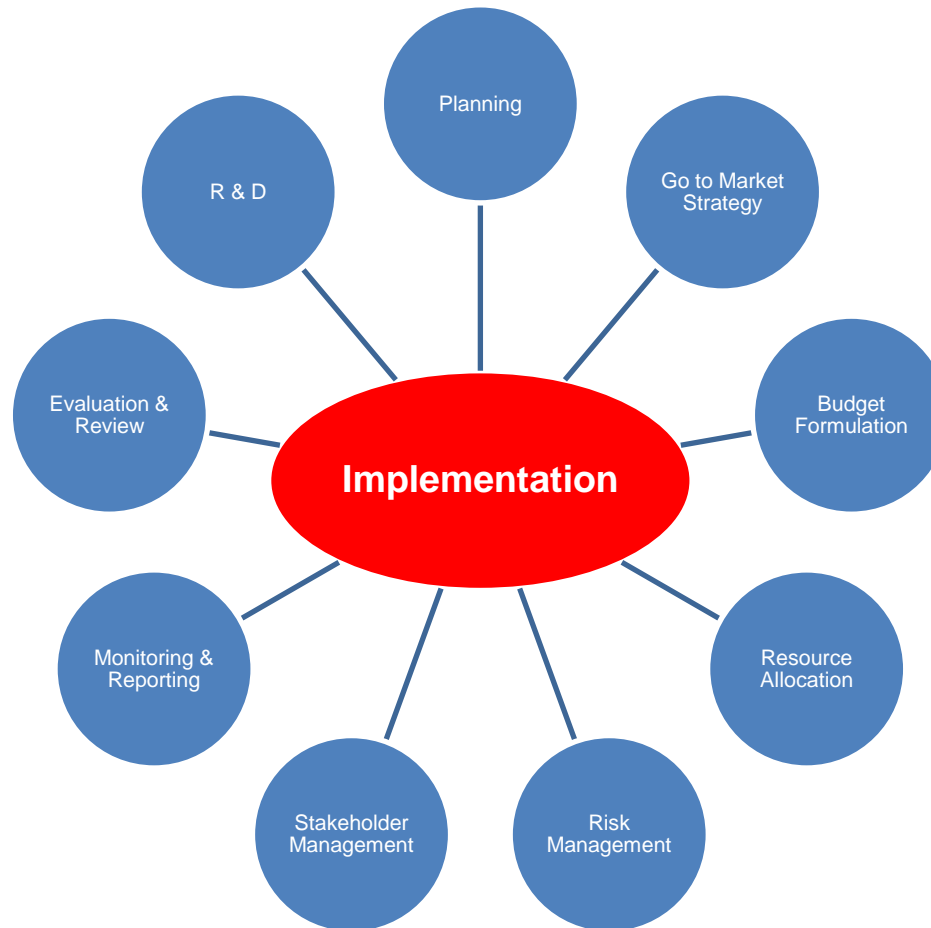 Planning
Go to Market
Strategy
R & D
Budget
Formulation
Evaluation &
Review
Implementation
Resource
Allocation
Monitoring &
Reporting
Risk
Management
Stakeholder
Management